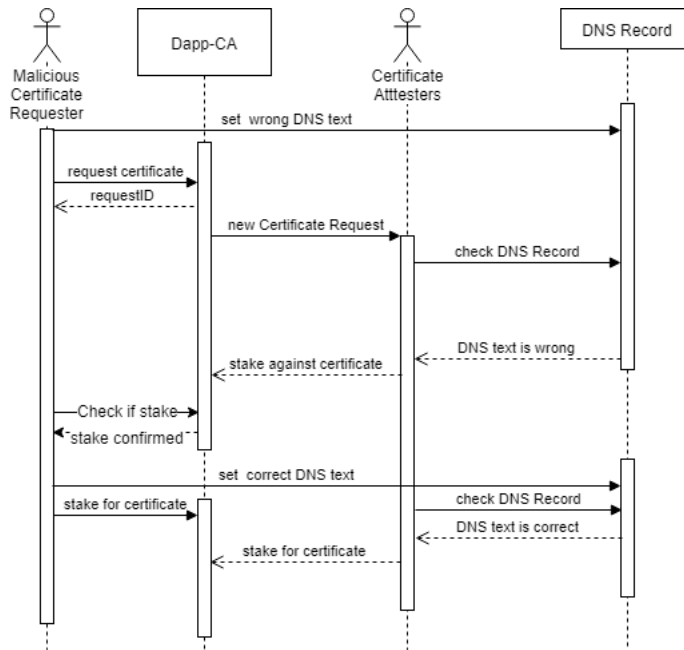 Dapp-CA
DNS Record
Malicious
Certificate
Requester
Certificate
Atttesters
set wrong DNS text
request certificate
requestID
new Certificate Request
check DNS Record
DNS text is wrong
stake against certificate
Check if stake
stake confirmed
set correct DNS text
stake for certificate
check DNS Record
DNS text is correct
stake for certificate